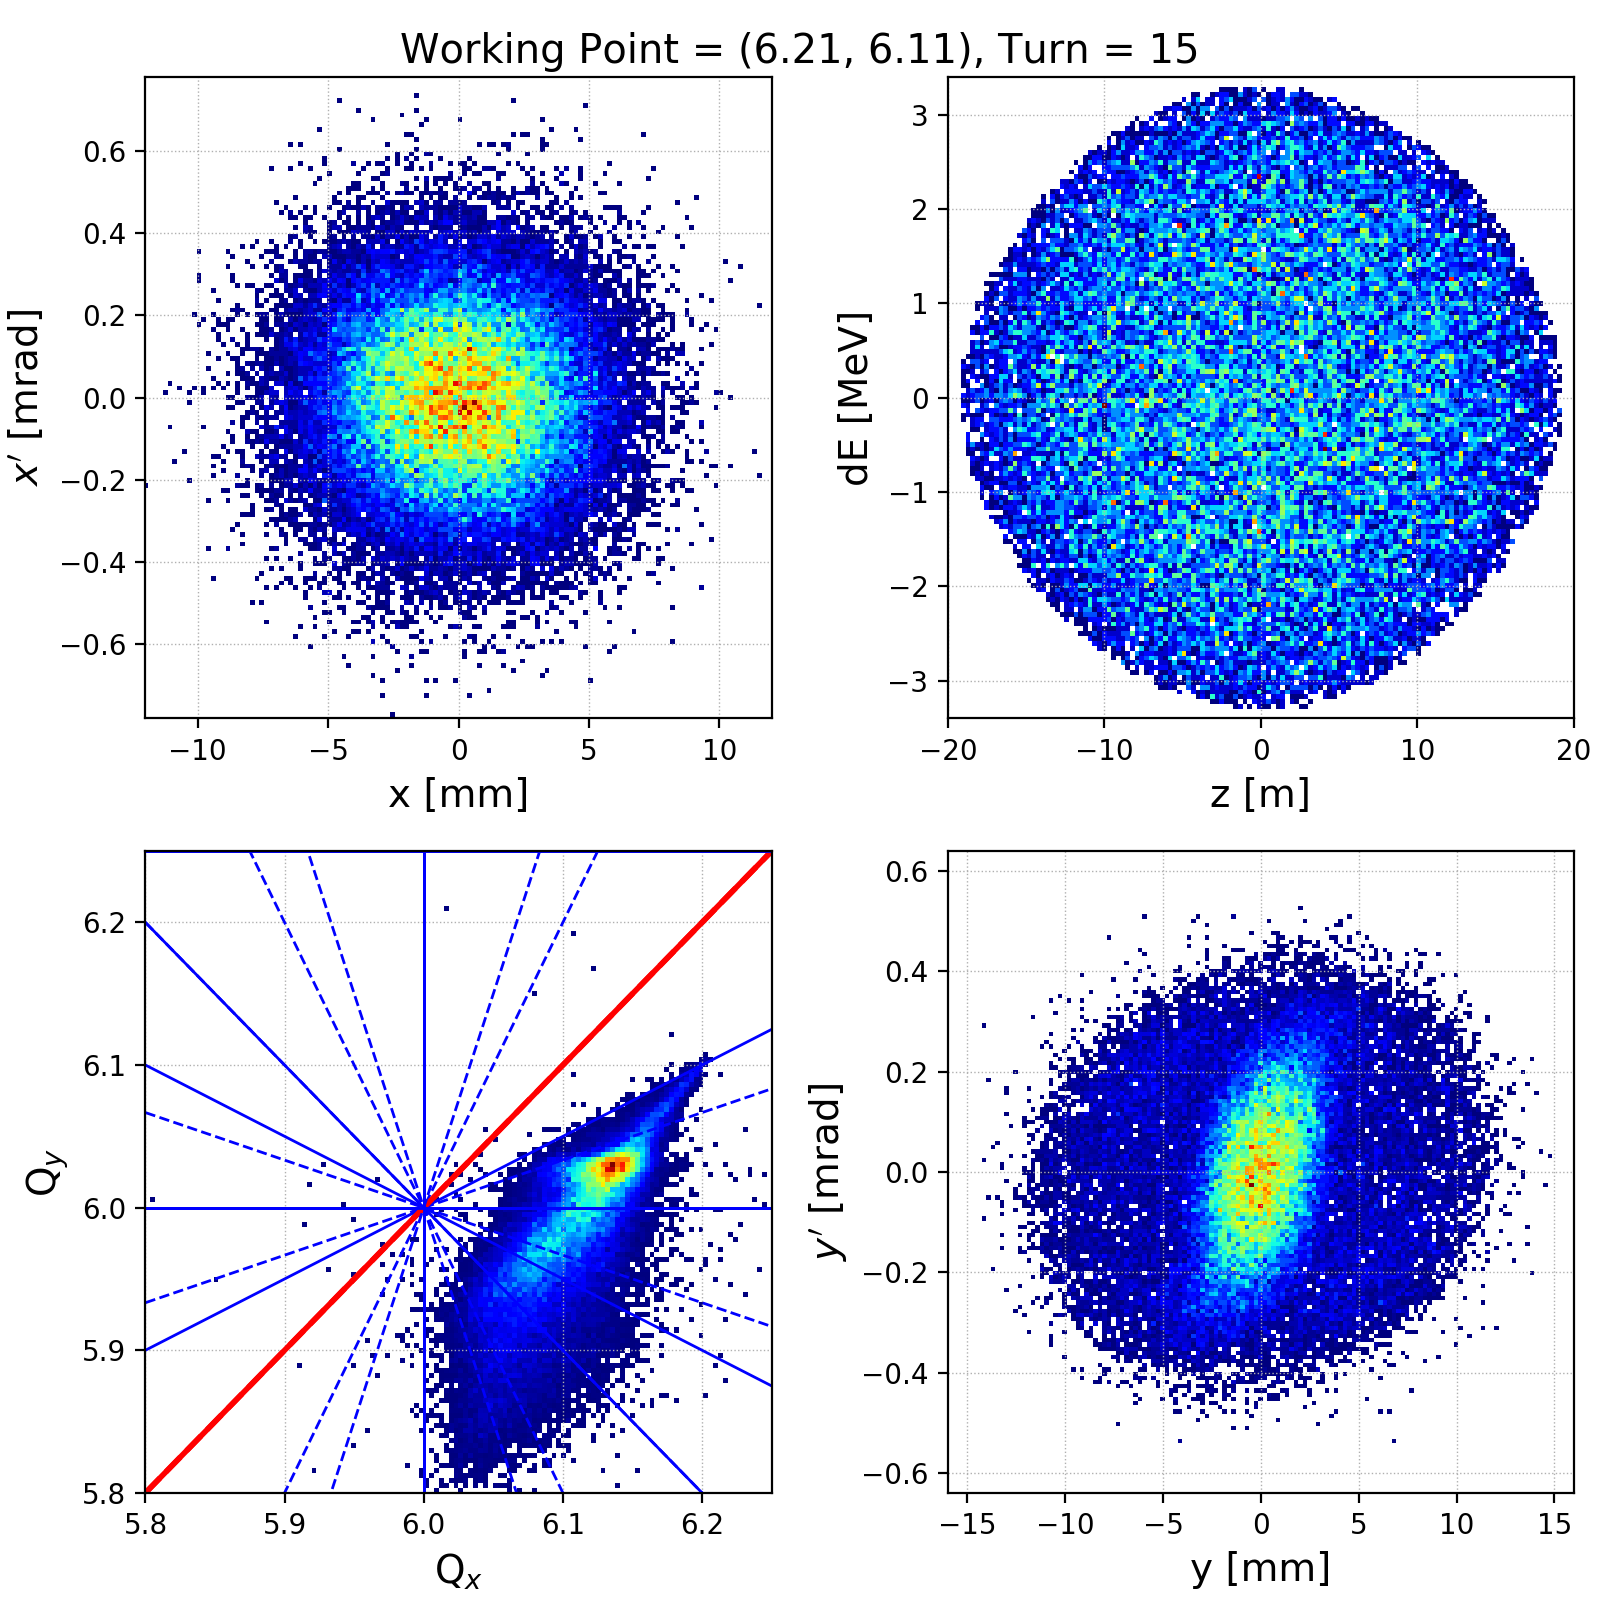 Working Point = (6.21, 6.11), Turn = 15
0.6
0.4
0.2
0.0
−0.2
−0.4
−0.6
x′ [mrad]
−10 −5 0 5 10
x [mm]
3
2
1
0
−1
−2
−3
dE [MeV]
−20 −10 0 10 20
z [m]
6.2
6.1
6.0
5.9
5.8
Qy
5.8 5.9 6.0 6.1 6.2
Qx
0.6
0.4
0.2
0.0
−0.2
−0.4
−0.6
y′ [mrad]
−15 −10 −5 0 5 10 15
y [mm]